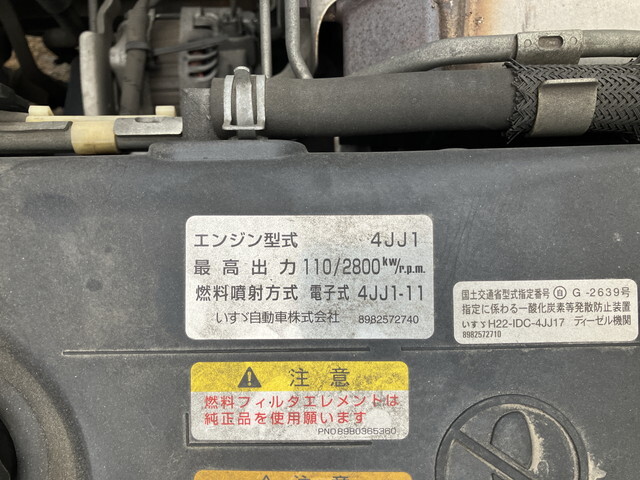 エンジン型式 4JJ1
最高出力 110/2800kW/r.p.m.
燃料噴射方式 電子式 4JJ1-11
いすゞ自動車株式会社 8982572740
国土交通省型式指定番号 自 G-2639号
指定に係わる一酸化炭素等発散防止装置
いすゞH22-IDC-4JJ17 ディーゼル機関
8982572710
注意
燃料フィルタエレメントは
純正品を使用願います
PNO8980365360